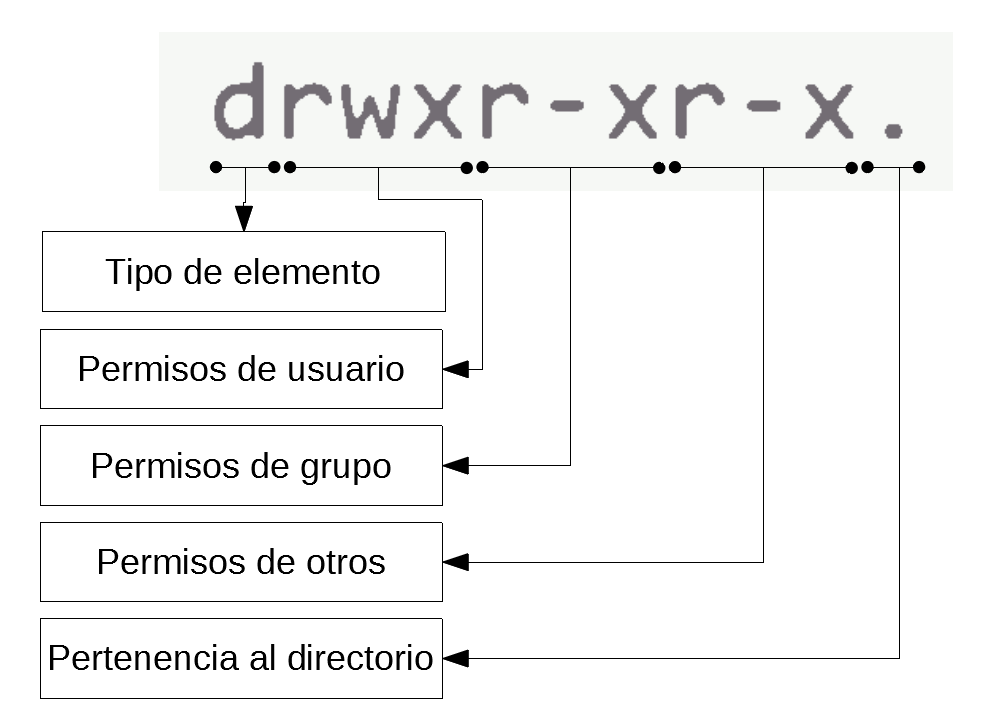 drwxr-xr-x.
Tipo de elemento
Permisos de usuario
Permisos de grupo
Permisos de otros
Pertenencia al directorio